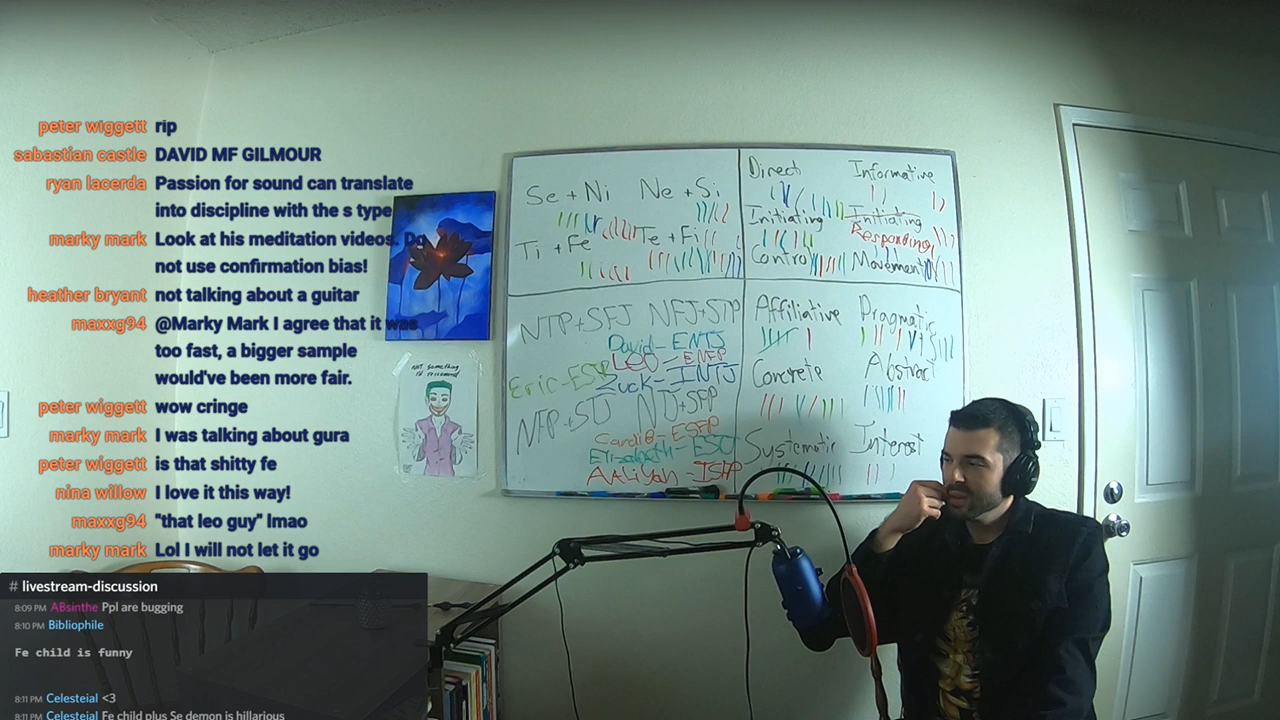 peter wiggett rip
sabastian castle DAVID MF GILMOUR
ryan lacerda Passion for sound can translate
into discipline with the s type
marky mark Look at his meditation videos. Do
not use confirmation bias!
heather bryant not talking about a guitar
maxxg94 @Marky Mark I agree that it was
too fast, a bigger sample
would've been more fair.
peter wiggett wow cringe
marky mark I was talking about gura
peter wiggett is that shitty fe
nina willow I love it this way!
maxxg94 "that leo guy" lmao
marky mark Lol I will not let it go
# livestream-discussion
8:09 PM ABsinthe Ppl are bugging
8:10 PM Bibliophile
Fe child is funny
8:11 PM Celesteial <3
8:11 PM Celesteial Fe child plus Se demon is hillarious
NOT something
I'd recommend
Se + Ni Ne + Si
Ti + Fe Te + Fi
Direct Informative
Initiating Initiating
Responding
Control Movement
NTP+SFJ NFJ+STP
David-ENTJ
Leo-ENFP
Eric-
Zuck-INTJ
NFP+STJ NTJ+SFP
Cardi B-ESFP
Elizabeth-
Aaliyah-ISFP
Affiliative Pragmatic
Concrete Abstract
Systematic Interest